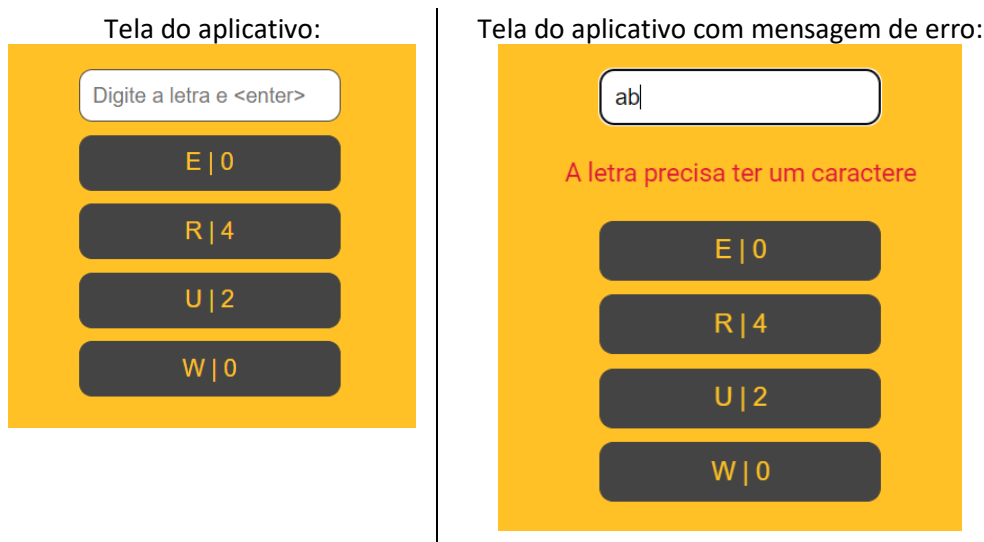 Tela do aplicativo:
Digite a letra e <enter>
E | 0
R | 4
U | 2
W | 0
Tela do aplicativo com mensagem de erro:
ab
A letra precisa ter um caractere
E | 0
R | 4
U | 2
W | 0